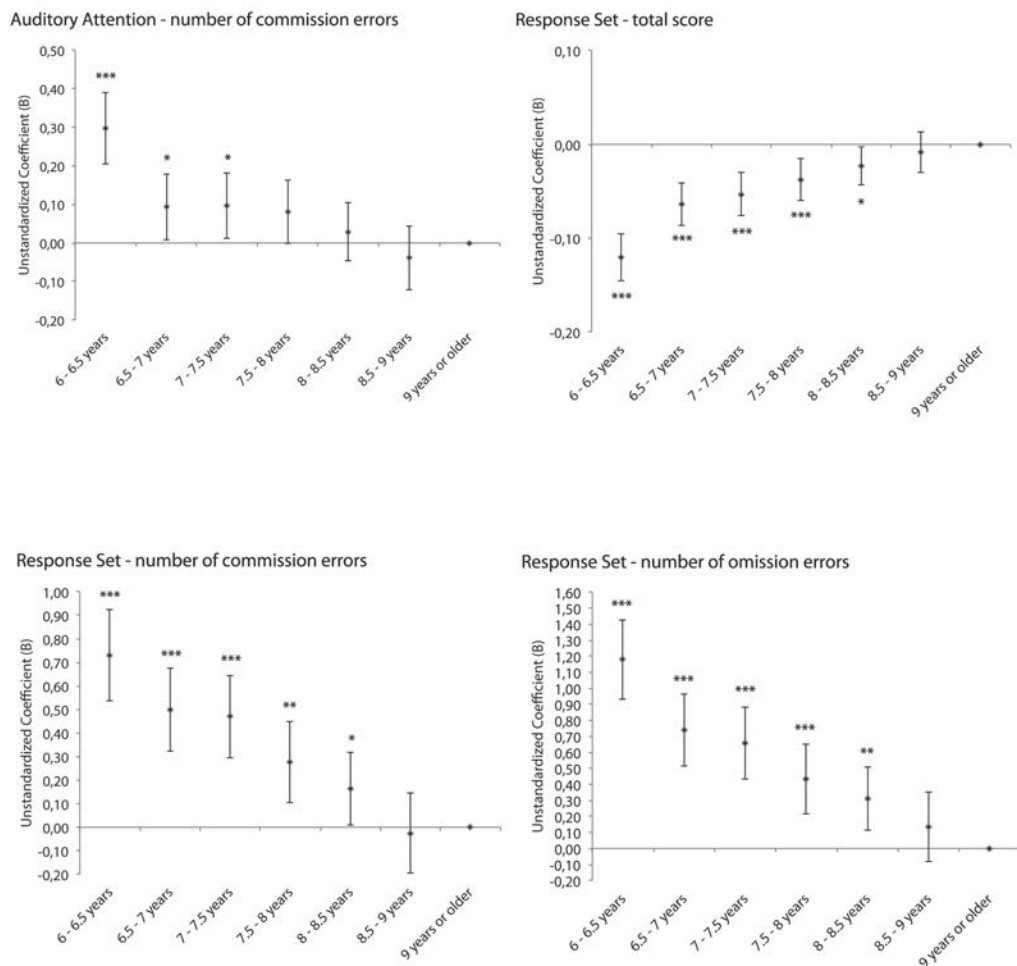 Auditory Attention - number of commission errors
Unstandardized Coefficient (B)
0,50
0,40
0,30
0,20
0,10
0,00
-0,10
-0,20
***
*
*
6 - 6.5 years
6.5 - 7 years
7 - 7.5 years
7.5 - 8 years
8 - 8.5 years
8.5 - 9 years
9 years or older
Response Set - total score
Unstandardized Coefficient (B)
0,10
0,00
-0,10
-0,20
***
***
***
***
*
6 - 6.5 years
6.5 - 7 years
7 - 7.5 years
7.5 - 8 years
8 - 8.5 years
8.5 - 9 years
9 years or older
Response Set - number of commission errors
Unstandardized Coefficient (B)
1,00
0,90
0,80
0,70
0,60
0,50
0,40
0,30
0,20
0,10
0,00
-0,10
-0,20
***
***
***
**
*
6 - 6.5 years
6.5 - 7 years
7 - 7.5 years
7.5 - 8 years
8 - 8.5 years
8.5 - 9 years
9 years or older
Response Set - number of omission errors
Unstandardized Coefficient (B)
1,60
1,50
1,40
1,30
1,20
1,10
1,00
0,90
0,80
0,70
0,60
0,50
0,40
0,30
0,20
0,10
0,00
-0,10
-0,20
***
***
***
***
**
6 - 6.5 years
6.5 - 7 years
7 - 7.5 years
7.5 - 8 years
8 - 8.5 years
8.5 - 9 years
9 years or older